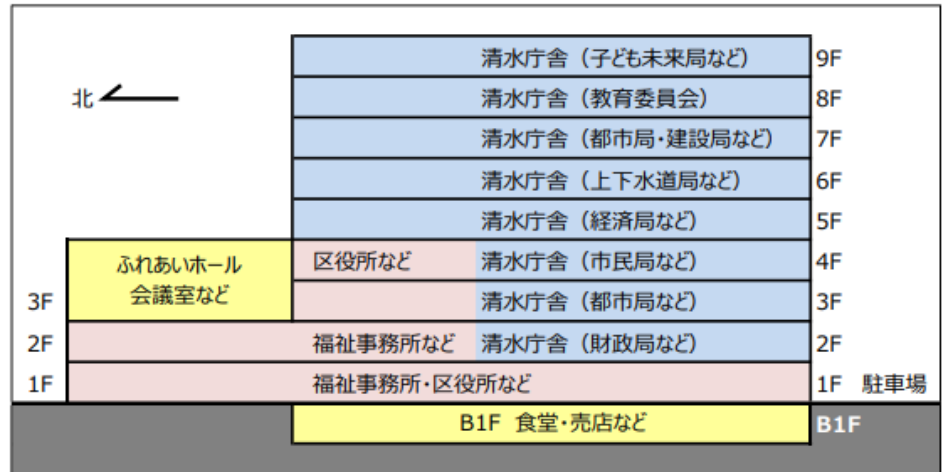 清水庁舎（子ども未来局など） 9F
北 清水庁舎（教育委員会） 8F
清水庁舎（都市局・建設局など） 7F
清水庁舎（上下水道局など） 6F
清水庁舎（経済局など） 5F
ふれあいホール 区役所など 清水庁舎（市民局など） 4F
3F 会議室など 清水庁舎（都市局など） 3F
2F 福祉事務所など 清水庁舎（財政局など） 2F
1F 福祉事務所・区役所など 1F 駐車場
B1F 食堂・売店など B1F